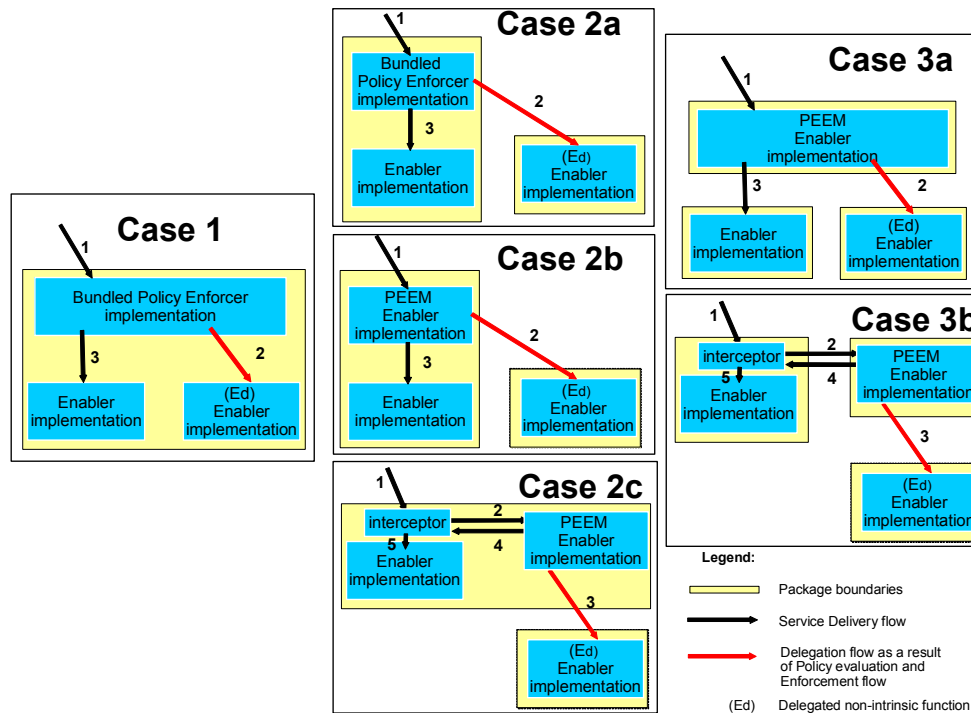 Case 1
1
Bundled Policy Enforcer
implementation
3
2
Enabler
implementation
(Ed)
Enabler
implementation
Case 2a
1
Bundled
Policy Enforcer
implementation
2
3
Enabler
implementation
(Ed)
Enabler
implementation
Case 2b
1
PEEM
Enabler
implementation
2
3
Enabler
implementation
(Ed)
Enabler
implementation
Case 2c
1
interceptor
2
4
PEEM
Enabler
implementation
5
Enabler
implementation
3
(Ed)
Enabler
implementation
Case 3a
1
PEEM
Enabler
implementation
3
2
Enabler
implementation
(Ed)
Enabler
implementation
Case 3b
1
interceptor
2
4
PEEM
Enabler
implementation
5
Enabler
implementation
3
(Ed)
Enabler
implementation
Legend:
Package boundaries
Service Delivery flow
Delegation flow as a result
of Policy evaluation and
Enforcement flow
(Ed) Delegated non-intrinsic function